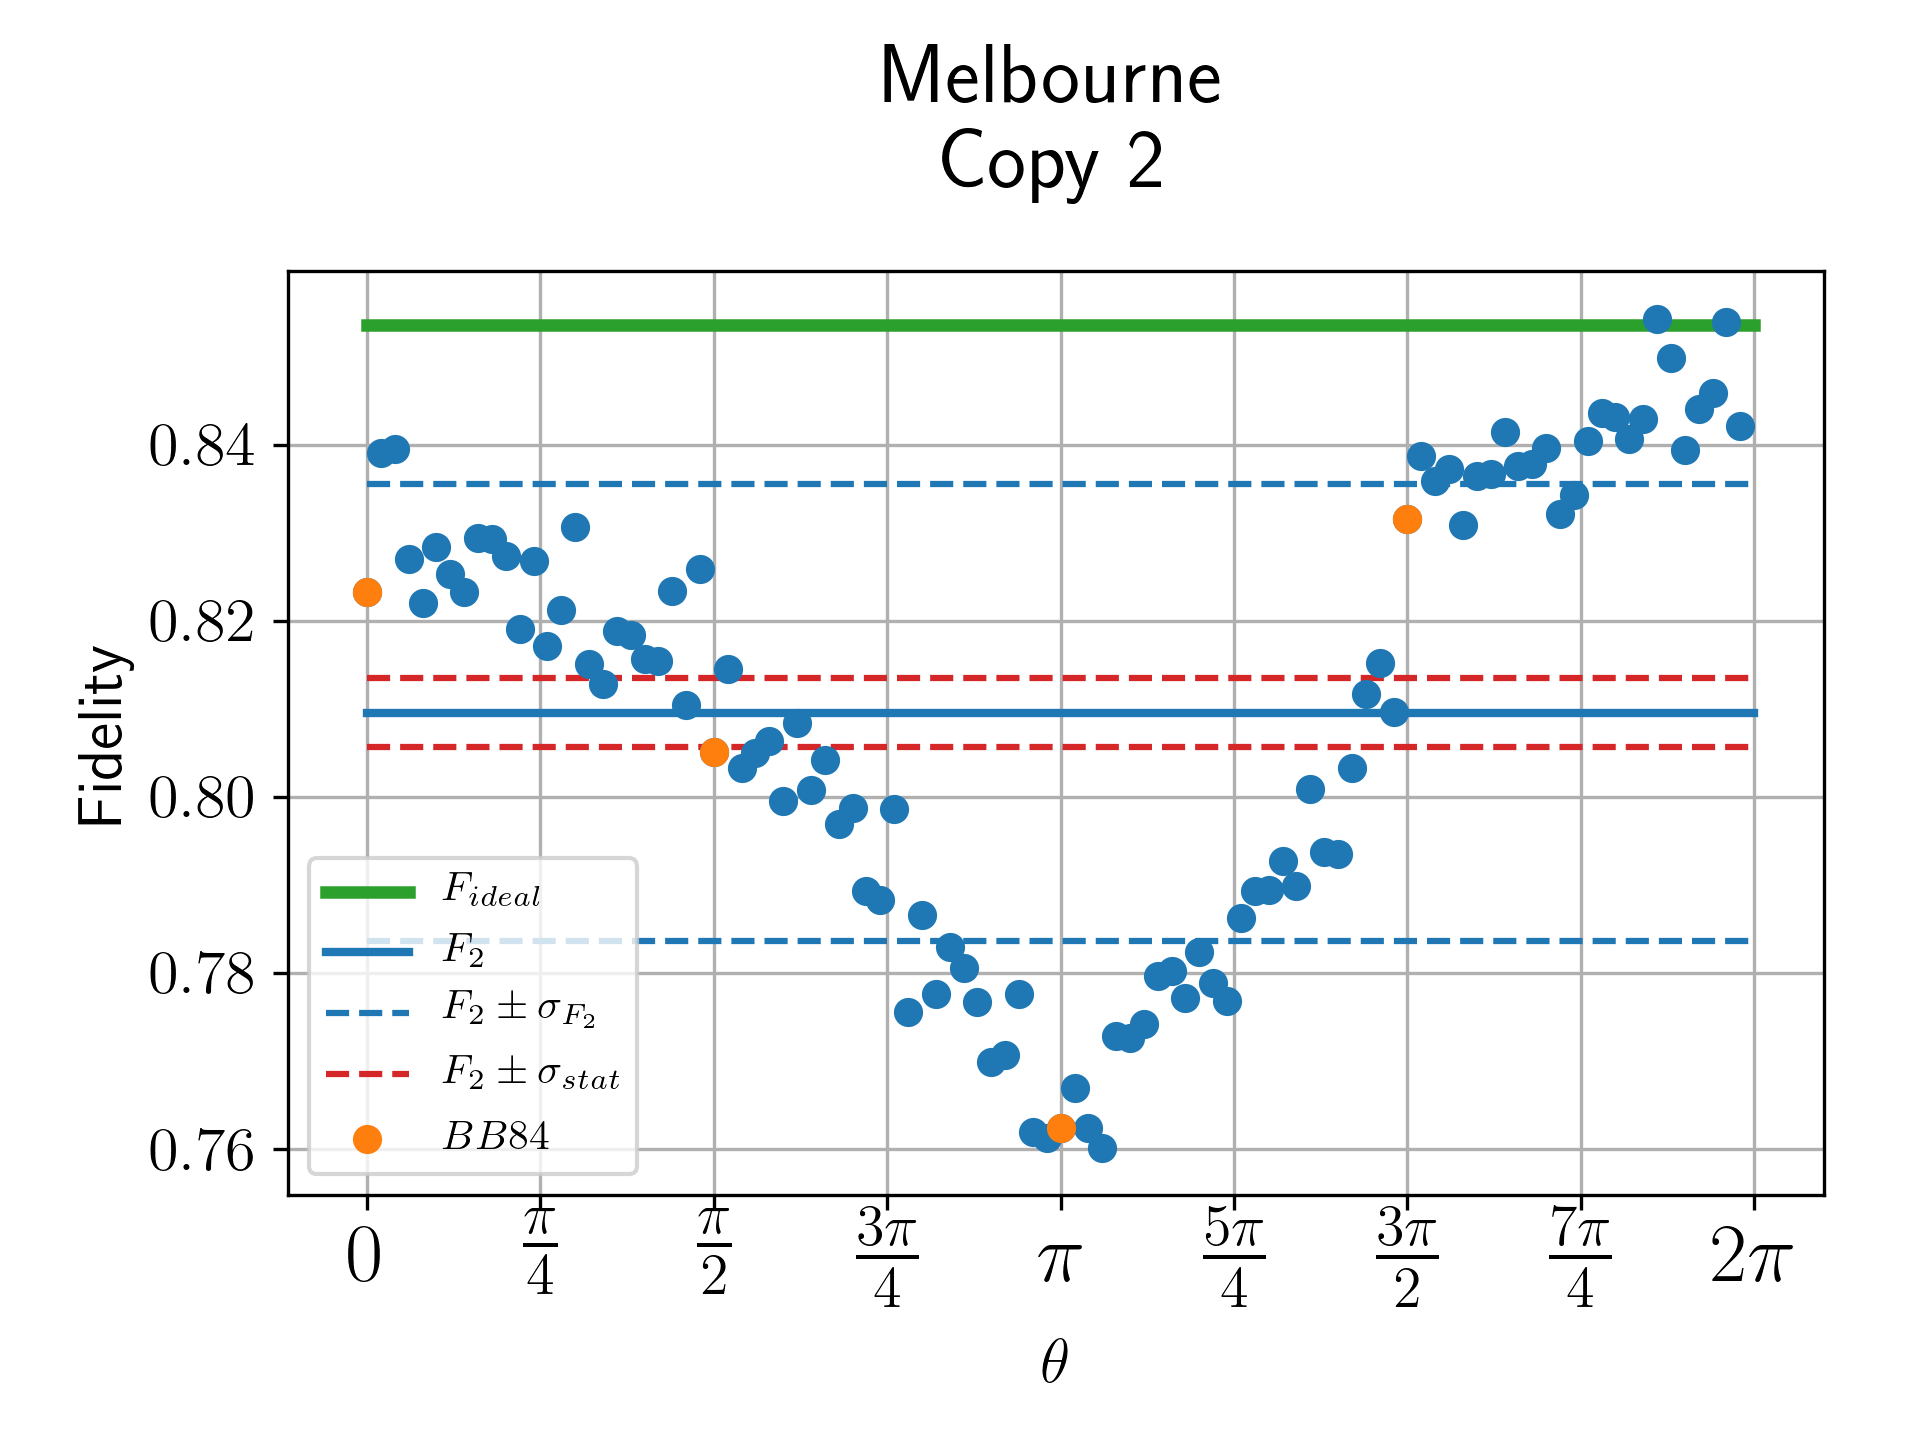 Melbourne
Copy 2
Fidelity
0.84
0.82
0.80
0.78
0.76
F_{ideal}
F_2
F_2 ± σ_{F_2}
F_2 ± σ_{stat}
BB84
0 π/4 π/2 3π/4 π 5π/4 3π/2 7π/4 2π
θ